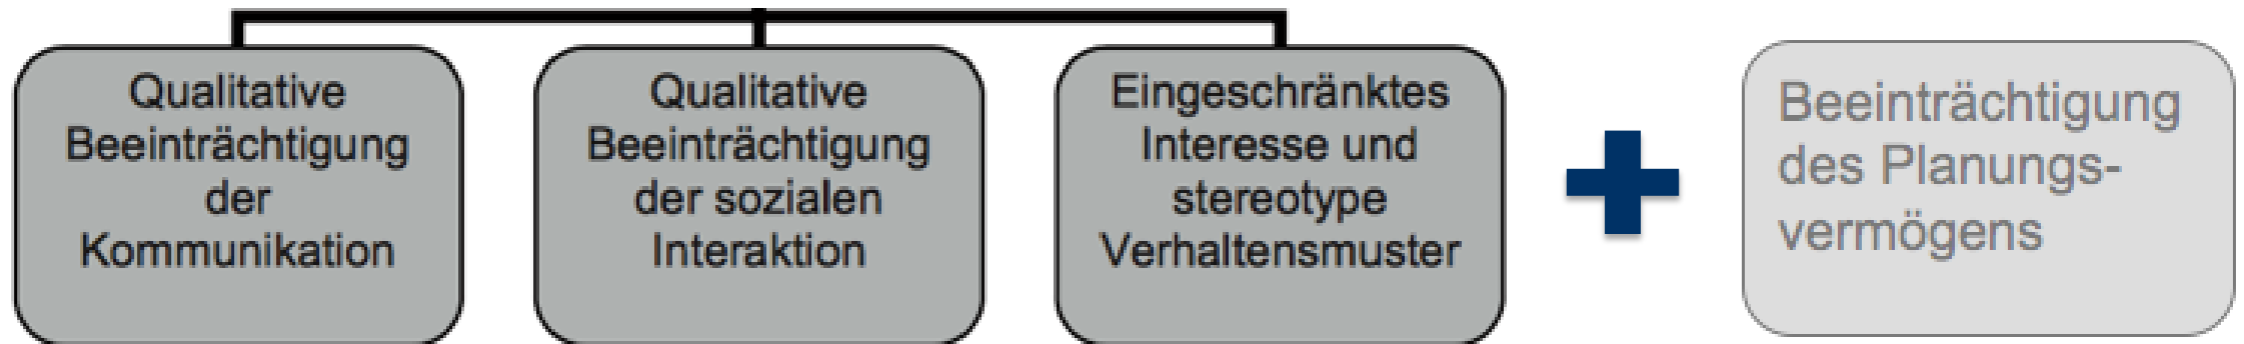 Qualitative
Beeinträchtigung
der
Kommunikation
Qualitative
Beeinträchtigung
der sozialen
Interaktion
Eingeschränktes
Interesse und
stereotype
Verhaltensmuster
Beeinträchtigung
des Planungs-
vermögens